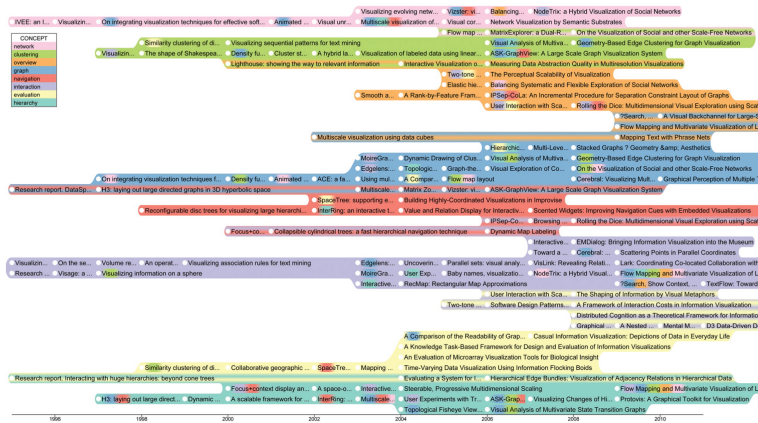 Visualizing evolving netw... Vizster: vi... Balancing... NodeTrix: a Hybrid Visualization of Social Networks
CONCEPT
network
clustering
overview
graph
navigation
interaction
evaluation
hierarchy
IVEE: an I... Visualizin... On integrating visualization techniques for effective soft... Animated ... Visual unr... Multiscale visualization of... Visual cor... Network Visualization by Semantic Substrates
Flow map ... MatrixExplorer: a Dual-R... On the Visualization of Social and other Scale-Free Networks
Similarity clustering of di... Visualizing sequential patterns for text mining Visual Analysis of Multiva... Geometry-Based Edge Clustering for Graph Visualization
Visualizin... The shape of Shakespea... Density fu... Cluster st... A hybrid la... Visualization of labeled data using linear... ASK-GraphView: A Large Scale Graph Visualization System
Lighthouse: showing the way to relevant information Interactive Visualization o... Measuring Data Abstraction Quality in Multiresolution Visualizations
Two-tone ... The Perceptual Scalability of Visualization
Elastic hie... Balancing Systematic and Flexible Exploration of Social Networks
Smooth a... A Rank-by-Feature Fram... IPSep-CoLa: An Incremental Procedure for Separation Constraint Layout of Graphs
User Interaction with Sca... Rolling the Dice: Multidimensional Visual Exploration using Scat
?Search, ... A Visual Backchannel for Large-S
Flow Mapping and Multivariate Visualization of L
Multiscale visualization using data cubes Mapping Text with Phrase Nets
Hierarchic... Multi-Leve... Stacked Graphs ? Geometry &amp; Aesthetics
MoireGra... Dynamic Drawing of Clus... Visual Analysis of Multiva... Geometry-Based Edge Clustering for Graph Visualization
Edgelens:... Topologic... Graph-the... Visual Exploration of Co... On the Visualization of Social and other Scale-Free Networks
On integrating visualization techniques f... Density fu... Animated ... ACE: a fa... Using mul... A Compar... Flow map layout Cerebral: Visualizing Mult... Graphical Perception of Multiple
Research report. DataSp... H3: laying out large directed graphs in 3D hyperbolic space Multiscale... Matrix Zo... Vizster: vi... ASK-GraphView: A Large Scale Graph Visualization System
SpaceTree: supporting e... Building Highly-Coordinated Visualizations in Improvise
Reconfigurable disc trees for visualizing large hierarchi... InterRing: an interactive t... Value and Relation Display for Interactiv... Scented Widgets: Improving Navigation Cues with Embedded Visualizations
IPSep-Co... Browsing ... Rolling the Dice: Multidimensional Visual Exploration using Scat
Focus+co... Collapsible cylindrical trees: a fast hierarchical navigation technique Dynamic Map Labeling
Interactive... EMDialog: Bringing Information Visualization into the Museum
Toward a ... Cerebral: ... Scattering Points in Parallel Coordinates
Visualizin... On the se... Volume re... An operat... Visualizing association rules for text mining Edgelens:... Uncoverin... Parallel sets: visual analy... VisLink: Revealing Relati... Lark: Coordinating Co-located Collaboration with
Research ... Visage: a ... Visualizing information on a sphere MoireGra... User Exp... Baby names, visualizatio... NodeTrix: a Hybrid Visual... Flow Mapping and Multivariate Visualization of L
Interactive... RecMap: Rectangular Map Approximations ?Search, Show Context, ... TextFlow: Toward
User Interaction with Sca... The Shaping of Information by Visual Metaphors
Two-tone ... Software Design Patterns... A Framework of Interaction Costs in Information Visualization
Distributed Cognition as a Theoretical Framework for Information
Graphical ... A Nested ... Mental M... D3 Data-Driven D
A Comparison of the Readability of Grap... Casual Information Visualization: Depictions of Data in Everyday Life
A Knowledge Task-Based Framework for Design and Evaluation of Information Visualizations
An Evaluation of Microarray Visualization Tools for Biological Insight
Similarity clustering of di... Collaborative geographic ... SpaceTre... Mapping ... Time-Varying Data Visualization Using Information Flocking Boids
Research report. Interacting with huge hierarchies: beyond cone trees Evaluating a System for I... Hierarchical Edge Bundles: Visualization of Adjacency Relations in Hierarchical Data
Focus+context display an... A space-o... Interactive... Steerable, Progressive Multidimensional Scaling Flow Mapping and Multivariate Visualization of L
H3: laying out large direct... Dynamic ... A scalable framework for ... InterRing: ... Multiscale... User Experiments with Tr... ASK-Grap... Visualizing Changes of Hi... Protovis: A Graphical Toolkit for Visualization
Topological Fisheye View... Visual Analysis of Multivariate State Transition Graphs
1996 1998 2000 2002 2004 2006 2008 2010